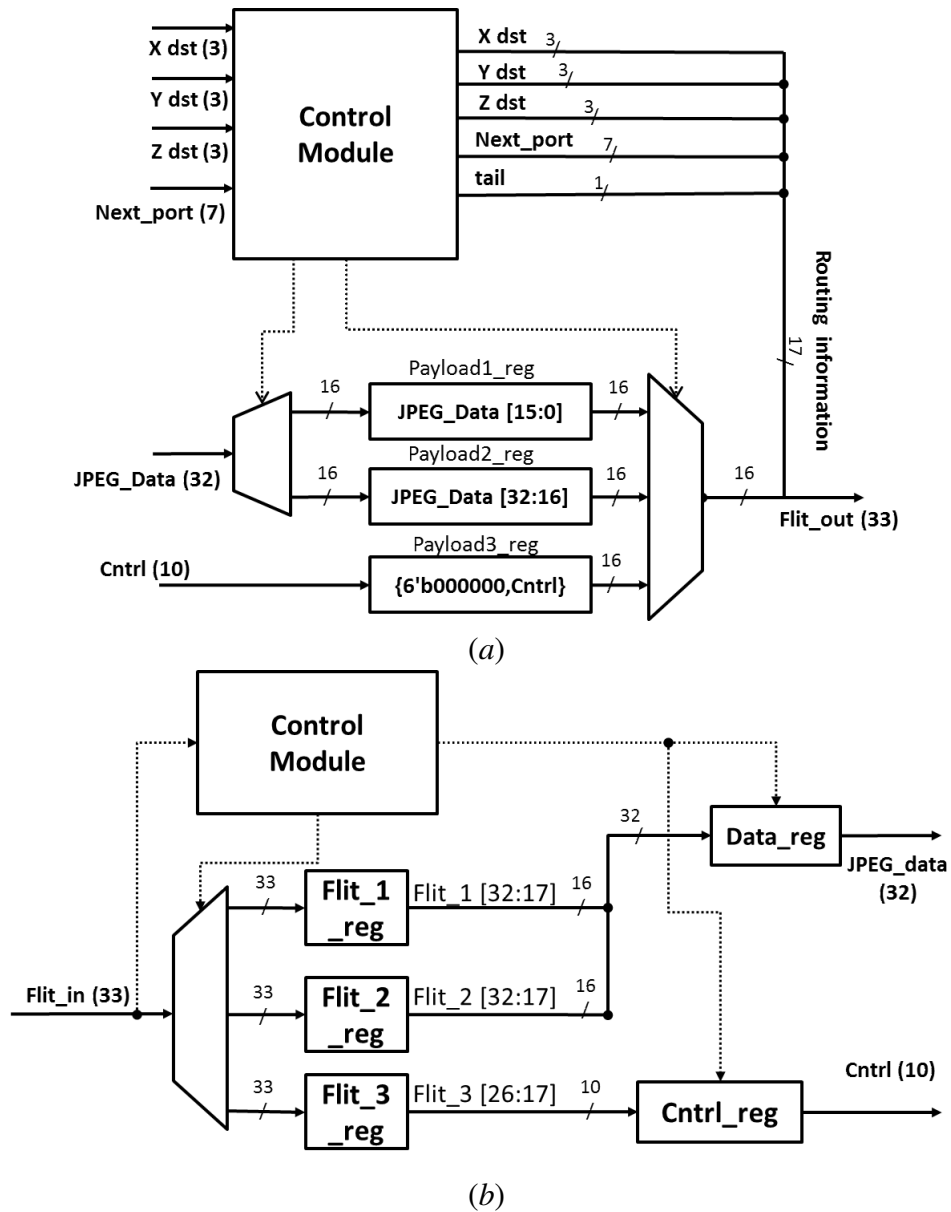 X dst (3)
Y dst (3)
Z dst (3)
Next_port (7)
Control
Module
X dst 3
Y dst 3
Z dst 3
Next_port 7
tail 1
Routing information
17
JPEG_Data (32)
16
Payload1_reg
JPEG_Data [15:0]
16
16
Payload2_reg
JPEG_Data [32:16]
16
Cntrl (10)
Payload3_reg
{6'b000000,Cntrl}
16
16
Flit_out (33)
(a)
Control
Module
Flit_in (33)
33
Flit_1
_reg
Flit_1 [32:17] 16
33
Flit_2
_reg
Flit_2 [32:17] 16
33
Flit_3
_reg
Flit_3 [26:17] 10
32
Data_reg
JPEG_data
(32)
Cntrl_reg
Cntrl (10)
(b)